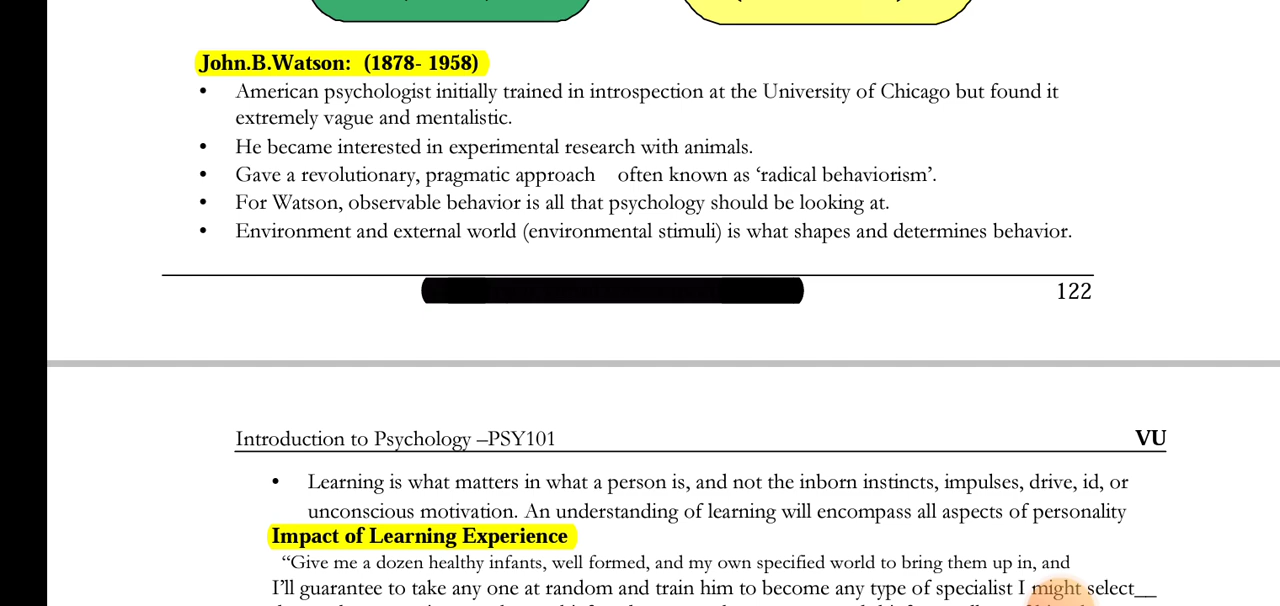 John.B.Watson: (1878- 1958)
• American psychologist initially trained in introspection at the University of Chicago but found it
extremely vague and mentalistic.
• He became interested in experimental research with animals.
• Gave a revolutionary, pragmatic approach often known as ‘radical behaviorism’.
• For Watson, observable behavior is all that psychology should be looking at.
• Environment and external world (environmental stimuli) is what shapes and determines behavior.
122
Introduction to Psychology –PSY101 VU
• Learning is what matters in what a person is, and not the inborn instincts, impulses, drive, id, or
unconscious motivation. An understanding of learning will encompass all aspects of personality
Impact of Learning Experience
“Give me a dozen healthy infants, well formed, and my own specified world to bring them up in, and
I’ll guarantee to take any one at random and train him to become any type of specialist I might select__